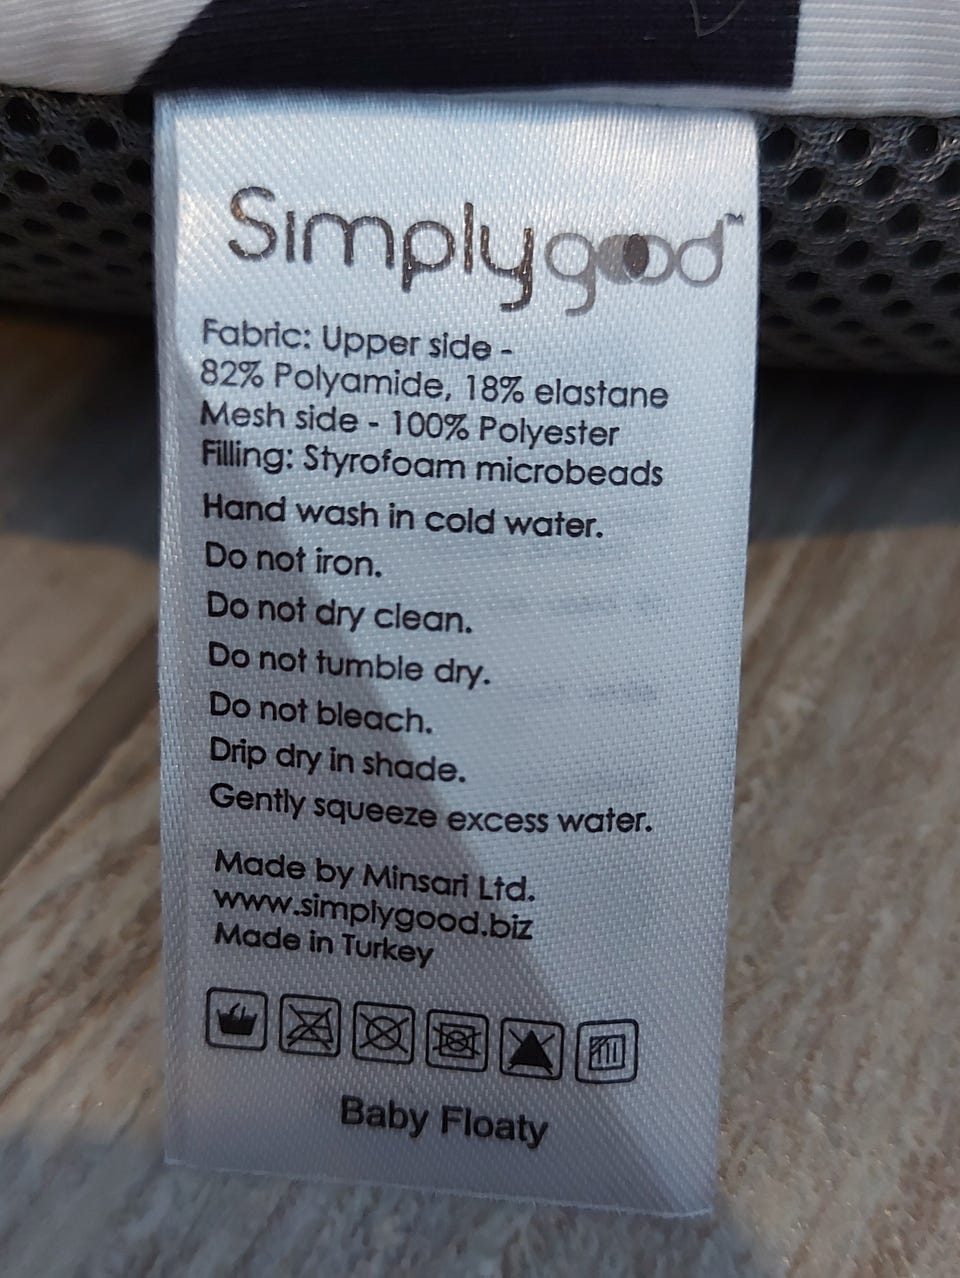 Simplygood™
Fabric: Upper side -
82% Polyamide, 18% elastane
Mesh side - 100% Polyester
Filling: Styrofoam microbeads
Hand wash in cold water.
Do not iron.
Do not dry clean.
Do not tumble dry.
Do not bleach.
Drip dry in shade.
Gently squeeze excess water.
Made by Minsari Ltd.
www.simplygood.biz
Made in Turkey
Baby Floaty